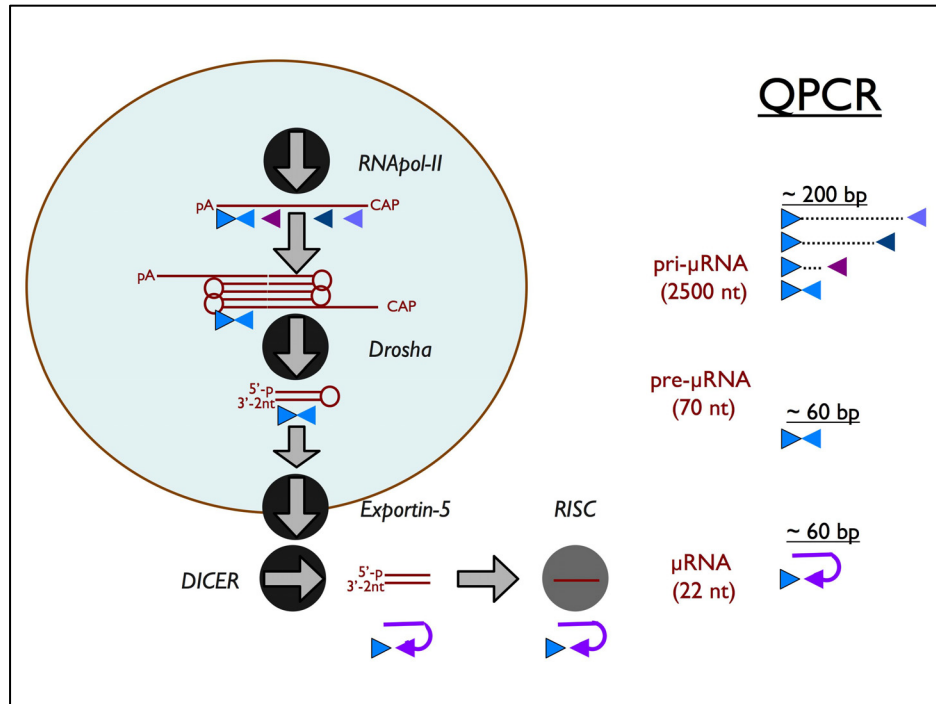 QPCR
RNApol-II
pA
CAP
~ 200 bp
pri-µRNA
(2500 nt)
pA
CAP
Drosha
5’-p
3’-2nt
pre-µRNA
(70 nt)
~ 60 bp
Exportin-5
RISC
~ 60 bp
DICER
5’-p
3’-2nt
µRNA
(22 nt)